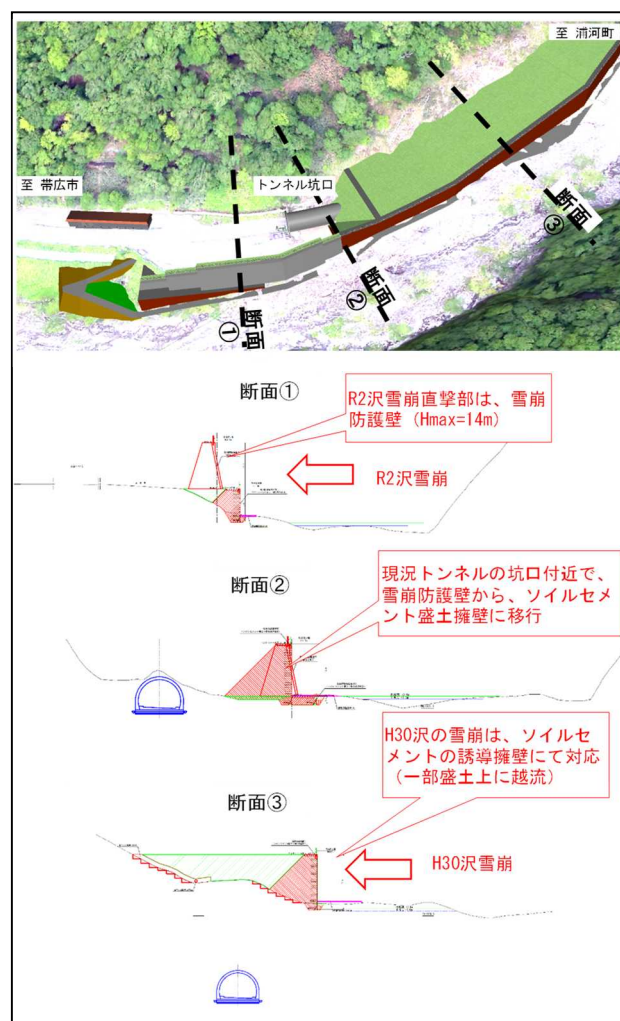 至 浦河町
至 帯広市
トンネル坑口
断面
①
断面
②
断面
③
断面①
R2沢雪崩直撃部は、雪崩
防護壁（Hmax=14m）
R2沢雪崩
断面②
現況トンネルの坑口付近で、
雪崩防護壁から、ソイルセメ
ント盛土擁壁に移行
H30沢の雪崩は、ソイルセ
メントの誘導擁壁にて対応
（一部盛土上に越流）
断面③
H30沢雪崩